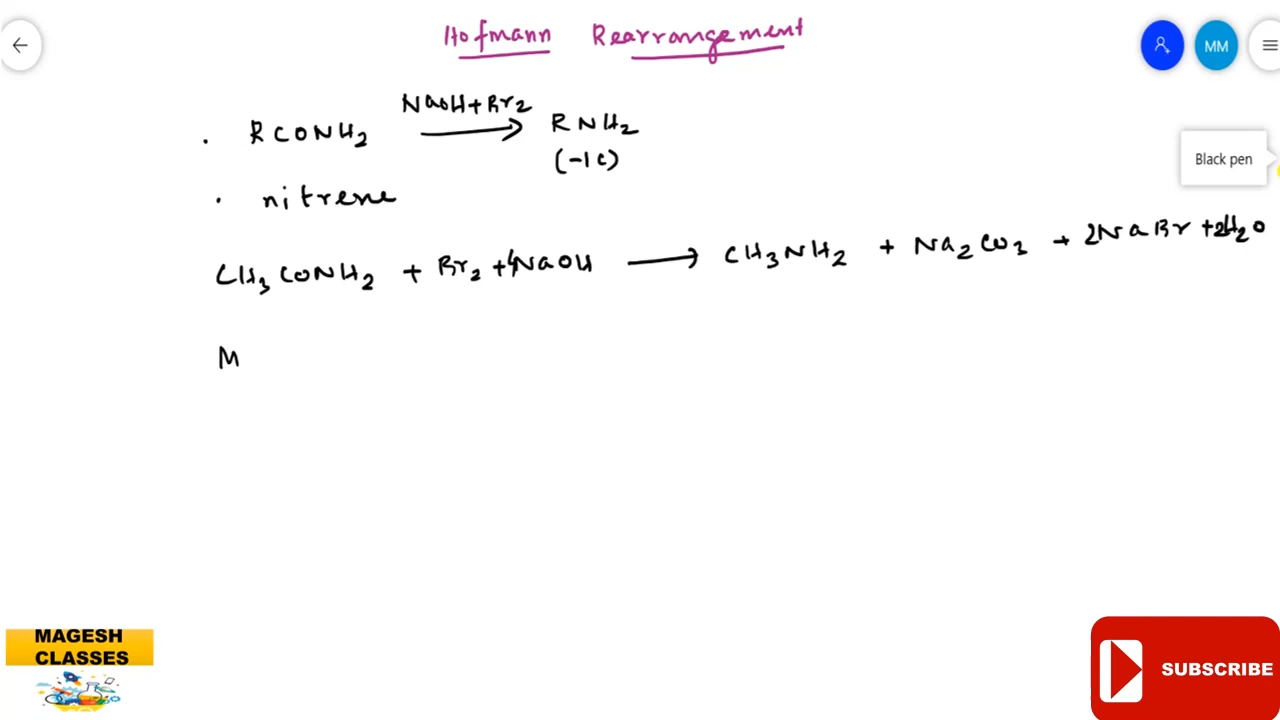 Hofmann Rearrangement
MM
. RCONH2 NaOH+Br2 ⟶ RNH2
(-1C)
Black pen
. nitrene
CH3CONH2 + Br2 +4NaOH ⟶ CH3NH2 + Na2CO3 + 2NaBr +2H2O
M
MAGESH
CLASSES
SUBSCRIBE